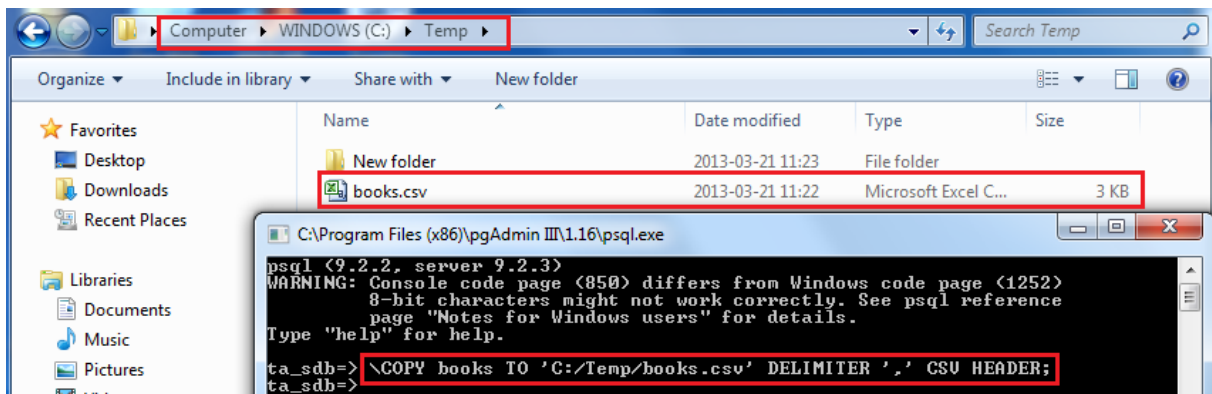 Computer ▸ WINDOWS (C:) ▸ Temp ▸ Search Temp
Organize ▾ Include in library ▾ Share with ▾ New folder
Name Date modified Type Size
Favorites
Desktop
Downloads
Recent Places
Libraries
Documents
Music
Pictures
New folder 2013-03-21 11:23 File folder
books.csv 2013-03-21 11:22 Microsoft Excel C... 3 KB
C:\Program Files (x86)\pgAdmin III\1.16\psql.exe
psql (9.2.2, server 9.2.3)
WARNING: Console code page (850) differs from Windows code page (1252)
8-bit characters might not work correctly. See psql reference
page "Notes for Windows users" for details.
Type "help" for help.
ta_sdb=> \COPY books TO 'C:/Temp/books.csv' DELIMITER ',' CSV HEADER;
ta_sdb=>